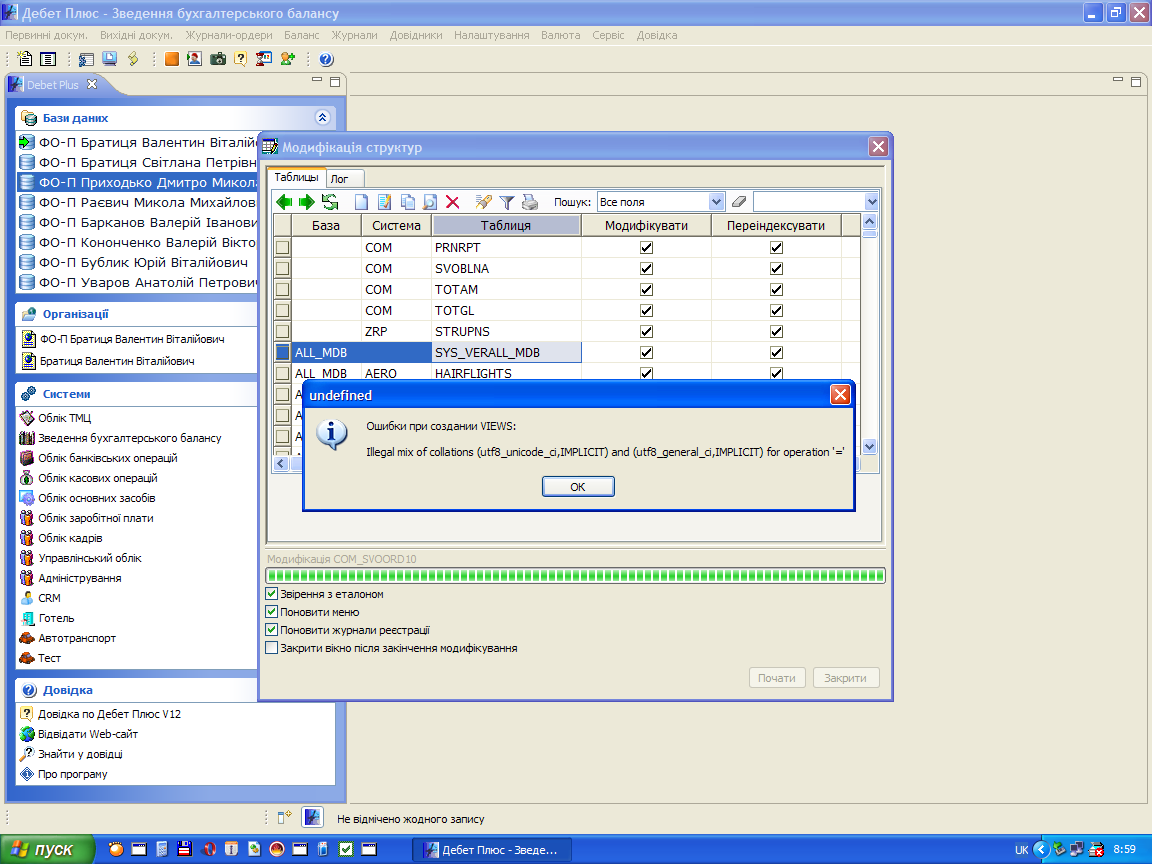 Дебет Плюс - Зведення бухгалтерського балансу
Первинні докум. Вихідні докум. Журнали-ордери Баланс Журнали Довідники Налаштування Валюта Сервіс Довідка
Debet Plus
Бази даних
ФО-П Братиця Валентин Віталій
ФО-П Братиця Світлана Петрівн
ФО-П Приходько Дмитро Микола
ФО-П Раєвич Микола Михайлов
ФО-П Барканов Валерій Іванови
ФО-П Кононченко Валерій Вікто
ФО-П Бублик Юрій Віталійович
ФО-П Уваров Анатолій Петрович
Організації
ФО-П Братиця Валентин Віталійович
Братиця Валентин Віталійович
Системи
Облік ТМЦ
Зведення бухгалтерського балансу
Облік банківських операцій
Облік касових операцій
Облік основних засобів
Облік заробітної плати
Облік кадрів
Управлінський облік
Адміністрування
CRM
Готель
Автотранспорт
Тест
Довідка
Довідка по Дебет Плюс V12
Відвідати Web-сайт
Знайти у довідці
Про програму
Модифікація структур
Таблицы Лог
Пошук: Все поля
База Система Таблиця Модифікувати Переіндексувати
COM PRNRPT
COM SVOBLNA
COM TOTAM
COM TOTGL
ZRP STRUPNS
ALL_MDB SYS_VERALL_MDB
ALL_MDB AERO HAIRFLIGHTS
undefined
Ошибки при создании VIEWS:
Illegal mix of collations (utf8_unicode_ci,IMPLICIT) and (utf8_general_ci,IMPLICIT) for operation '='
OK
Модифікація COM_SVOORD10
Звірення з еталоном
Поновити меню
Поновити журнали реєстрації
Закрити вікно після закінчення модифікування
Почати Закрити
Не відмічено жодного запису
пуск Дебет Плюс - Зведе... UK 8:59